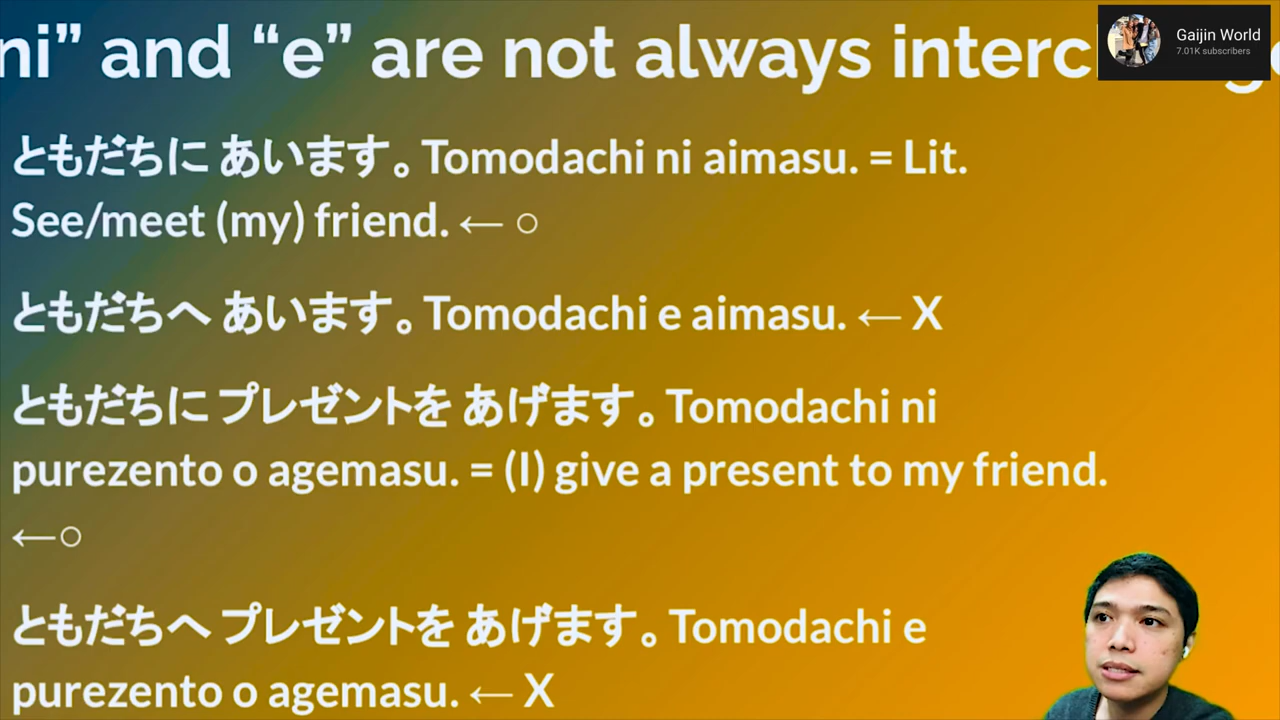 ni” and “e” are not always
Gaijin World
7.01K subscribers
ともだちに あいます。Tomodachi ni aimasu. = Lit.
See/meet (my) friend. ← ○
ともだちへ あいます。Tomodachi e aimasu. ← X
ともだちに プレゼントを あげます。Tomodachi ni
purezento o agemasu. = (I) give a present to my friend.
←○
ともだちへ プレゼントを あげます。Tomodachi e
purezento o agemasu. ← X